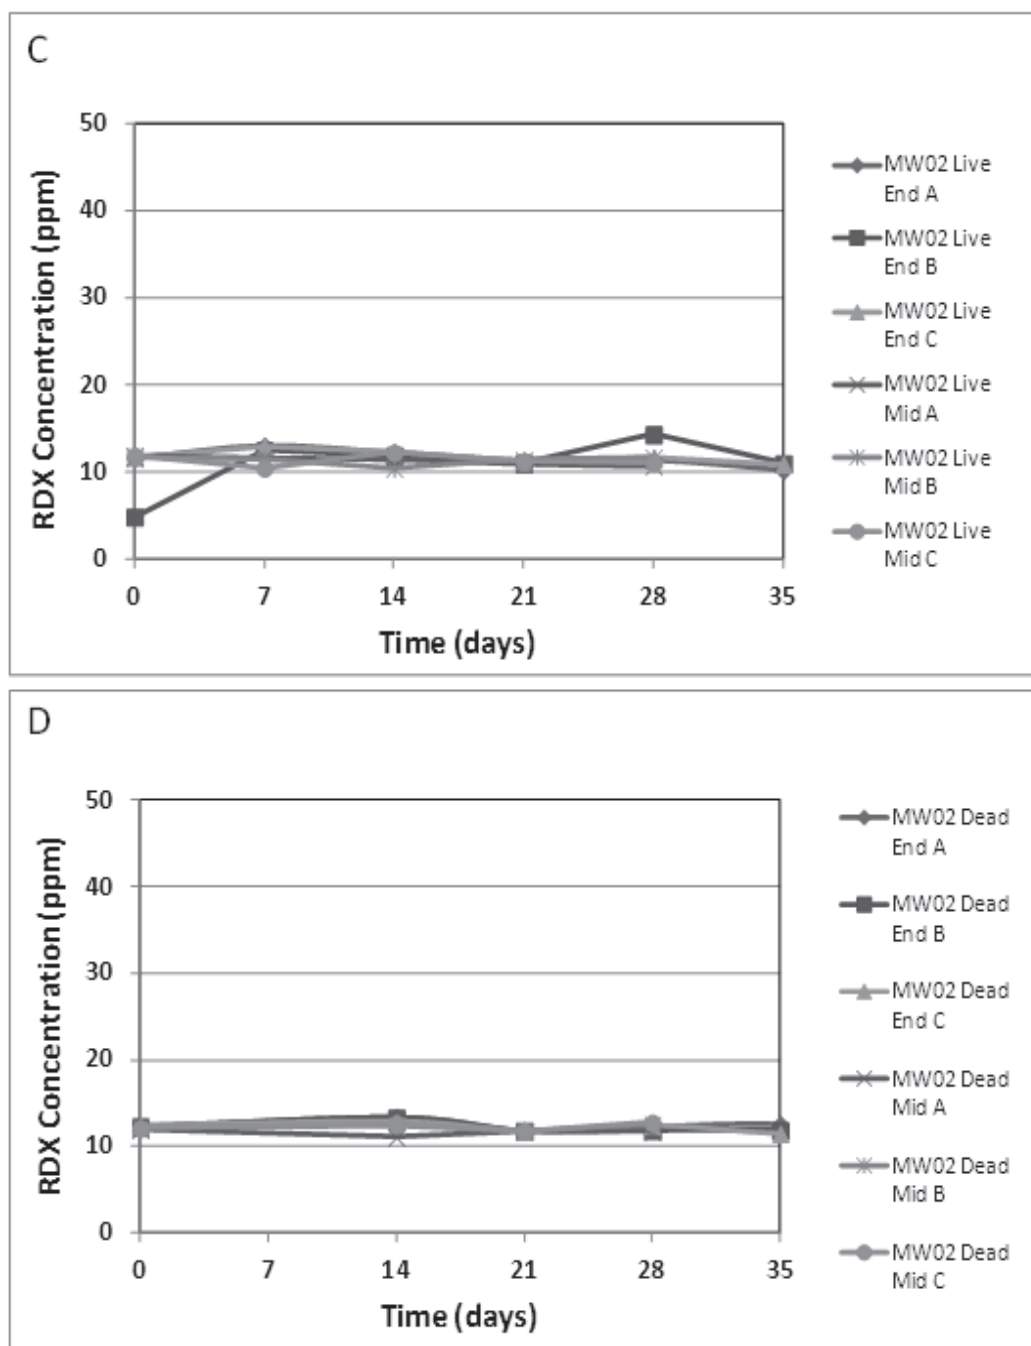 C
50
40
30
20
10
0
RDX Concentration (ppm)
0 7 14 21 28 35
Time (days)
MW02 Live
End A
MW02 Live
End B
MW02 Live
End C
MW02 Live
Mid A
MW02 Live
Mid B
MW02 Live
Mid C
D
50
40
30
20
10
0
RDX Concentration (ppm)
0 7 14 21 28 35
Time (days)
MW02 Dead
End A
MW02 Dead
End B
MW02 Dead
End C
MW02 Dead
Mid A
MW02 Dead
Mid B
MW02 Dead
Mid C